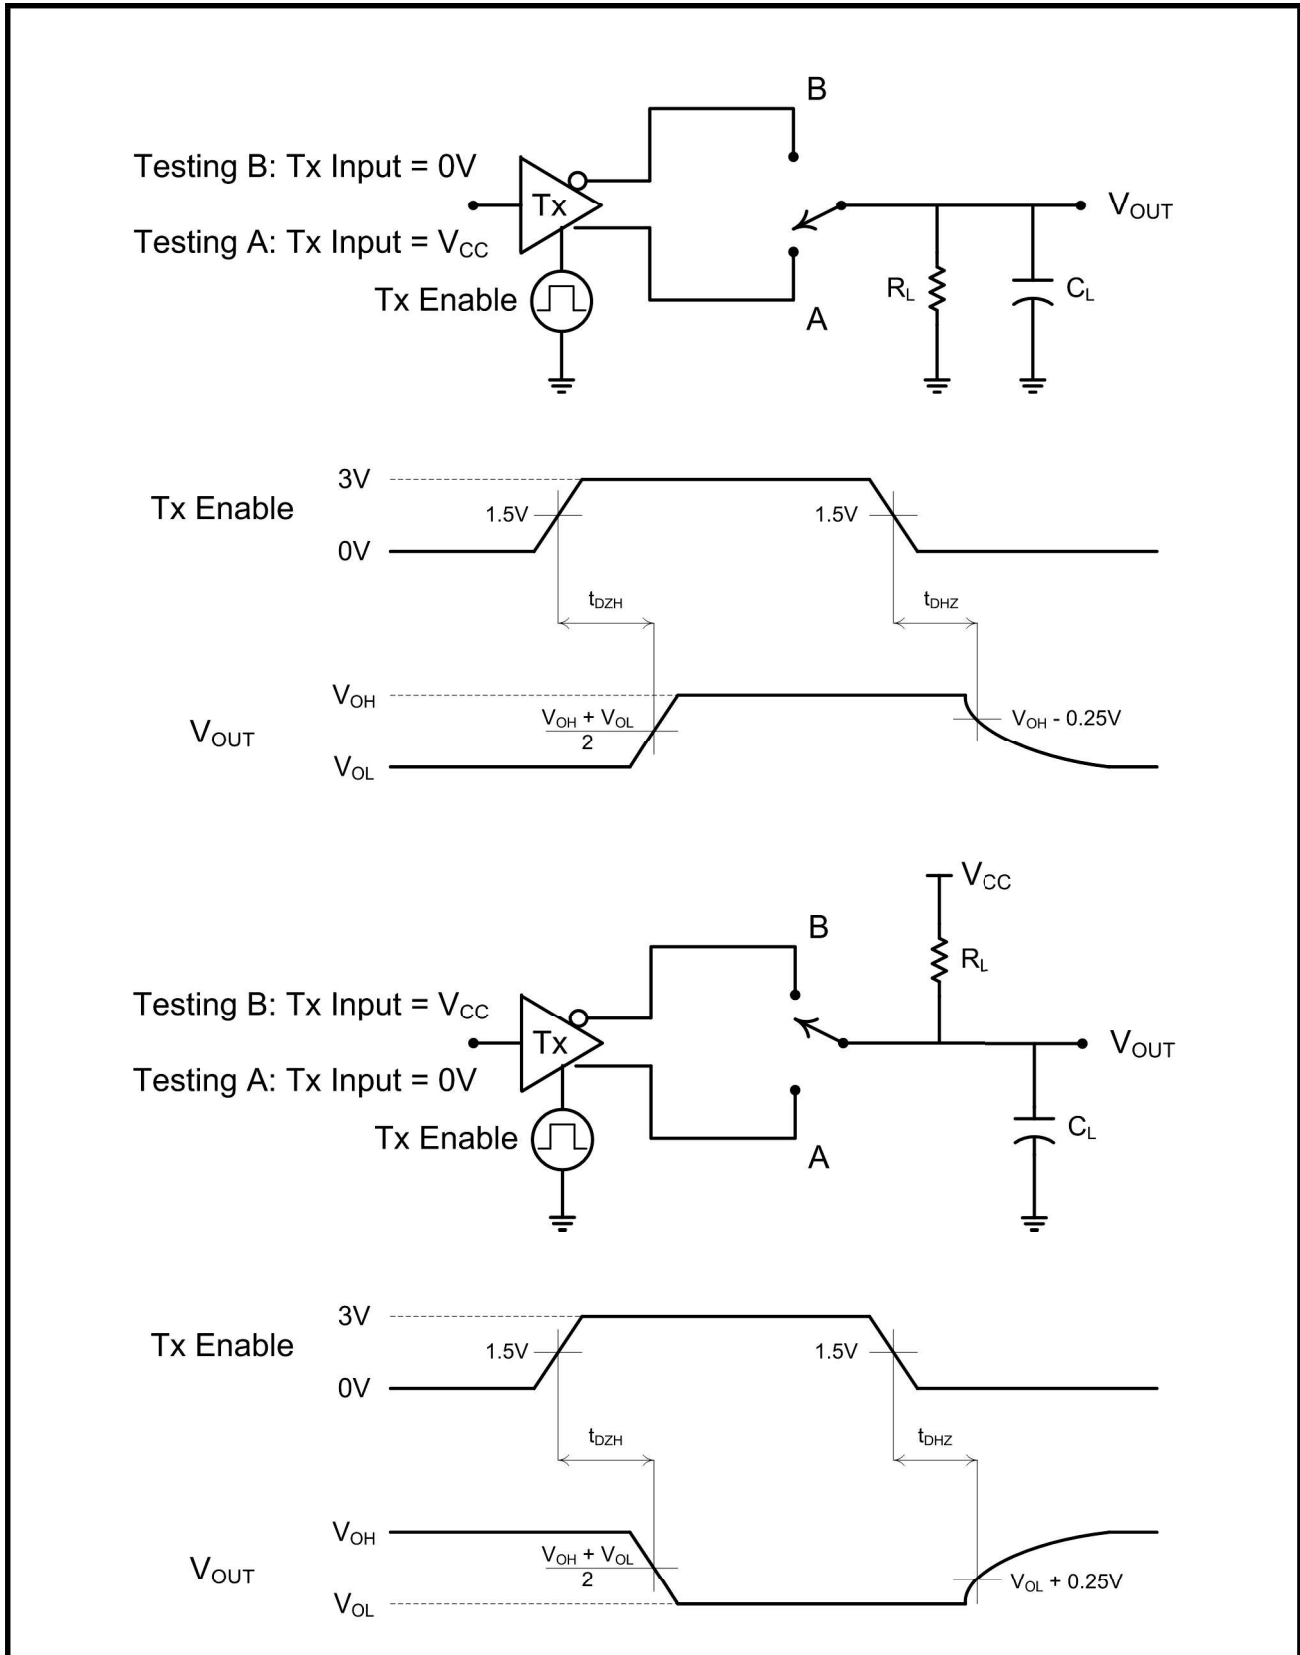 B
Testing B: Tx Input = 0V
Tx
VOUT
Testing A: Tx Input = VCC
Tx Enable
RL
CL
A
3V
Tx Enable
1.5V
1.5V
0V
tDZH
tDHZ
VOH
VOUT
VOH + VOL
2
VOH - 0.25V
VOL
VCC
B
RL
Testing B: Tx Input = VCC
Tx
VOUT
Testing A: Tx Input = 0V
Tx Enable
CL
A
3V
Tx Enable
1.5V
1.5V
0V
tDZH
tDHZ
VOH
VOUT
VOH + VOL
2
VOL + 0.25V
VOL